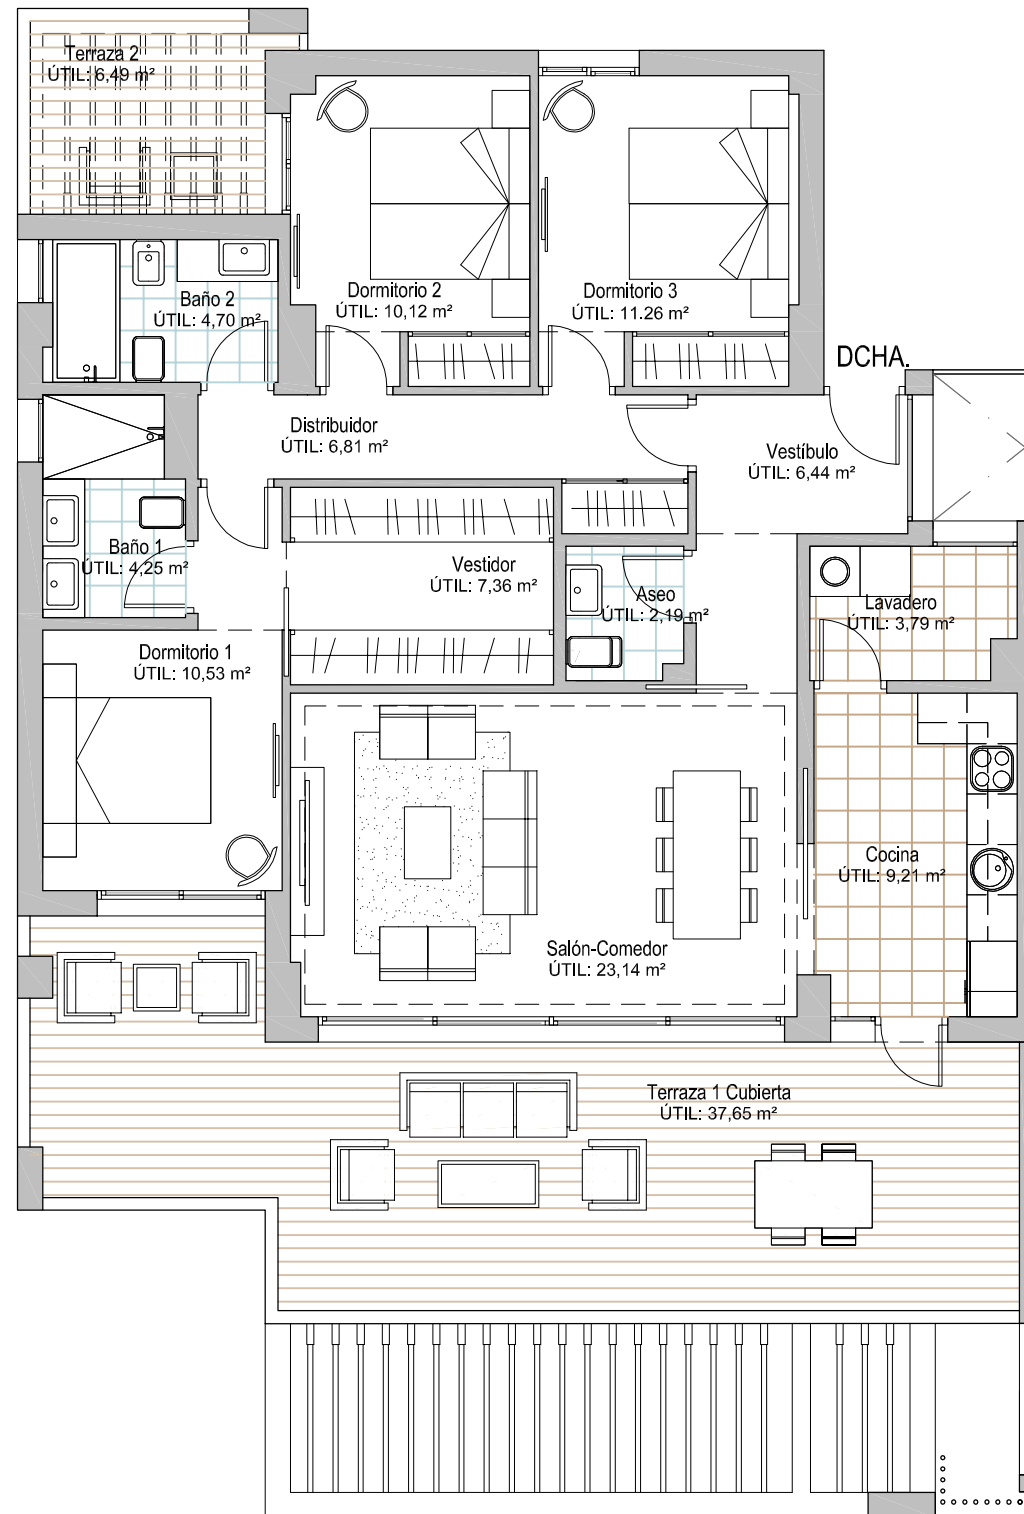 Terraza 2
ÚTIL: 6,49 m²
Baño 2
ÚTIL: 4,70 m²
Dormitorio 2
ÚTIL: 10,12 m²
Dormitorio 3
ÚTIL: 11.26 m²
DCHA.
Distribuidor
ÚTIL: 6,81 m²
Vestíbulo
ÚTIL: 6,44 m²
Baño 1
ÚTIL: 4,25 m²
Vestidor
ÚTIL: 7,36 m²
Aseo
ÚTIL: 2,19 m²
Lavadero
ÚTIL: 3,79 m²
Dormitorio 1
ÚTIL: 10,53 m²
Cocina
ÚTIL: 9,21 m²
Salón-Comedor
ÚTIL: 23,14 m²
Terraza 1 Cubierta
ÚTIL: 37,65 m²